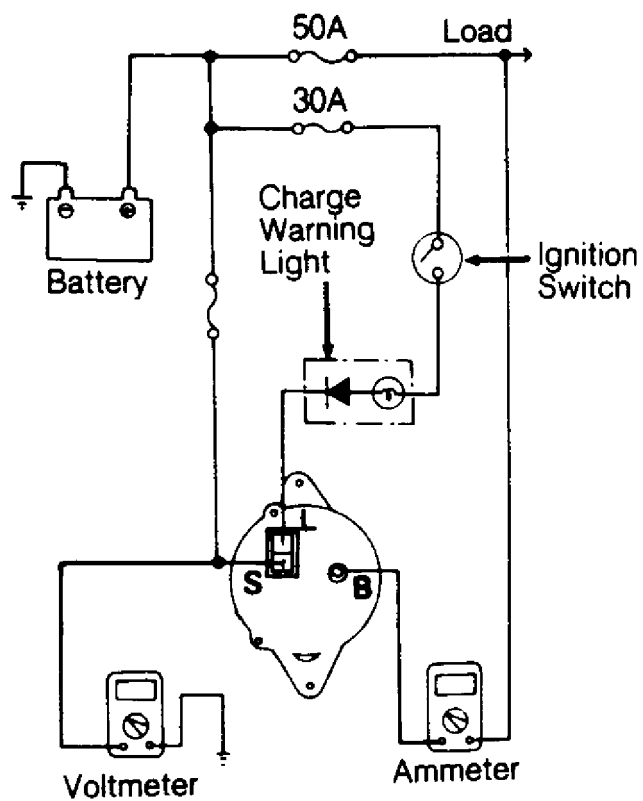 50A
Load
30A
Charge
Warning
Light
Ignition
Switch
Battery
L
S
B
Voltmeter
Ammeter